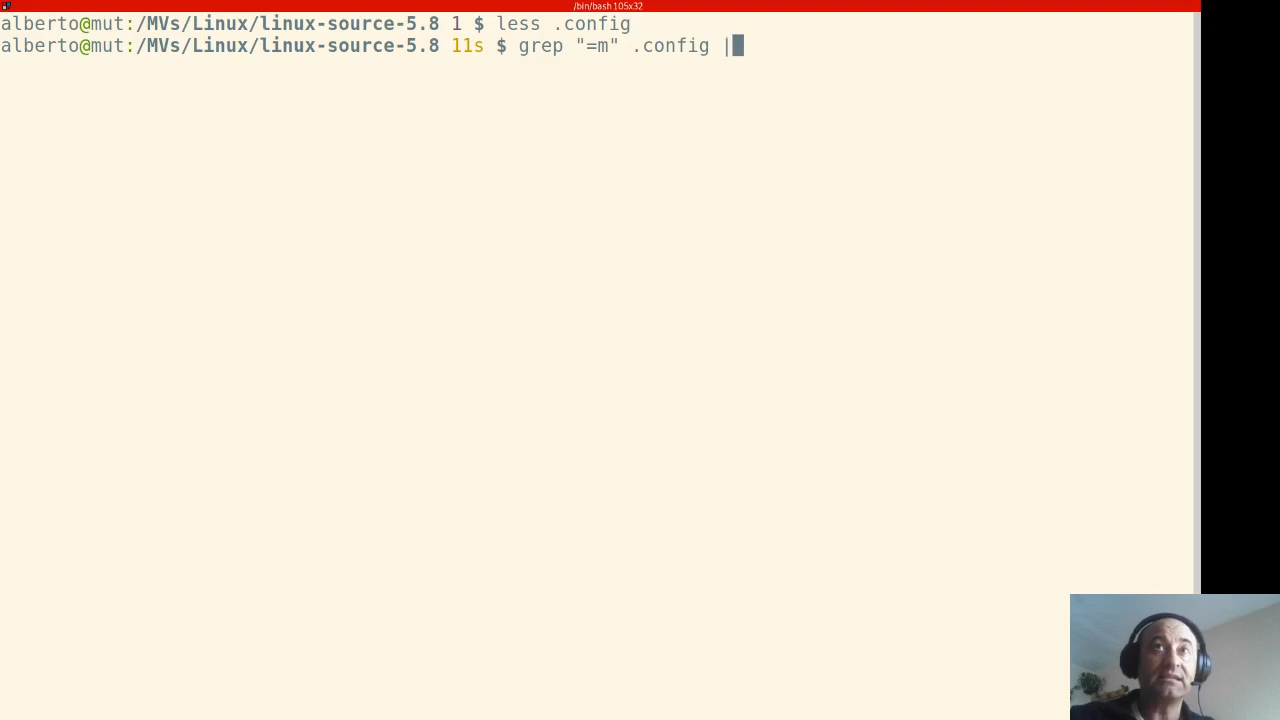 /bin/bash 105x32
alberto@mut:/MVs/Linux/linux-source-5.8 1 $ less .config
alberto@mut:/MVs/Linux/linux-source-5.8 11s $ grep "=m" .config |